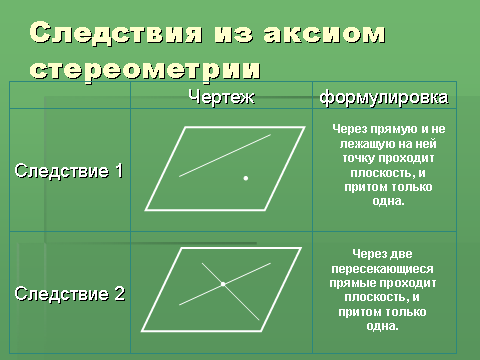 Следствия из аксиом
стереометрии
Чертеж
формулировка
Следствие 1
Через прямую и не
лежащую на ней
точку проходит
плоскость, и
притом только
одна.
Следствие 2
Через две
пересекающиеся
прямые проходит
плоскость, и
притом только
одна.